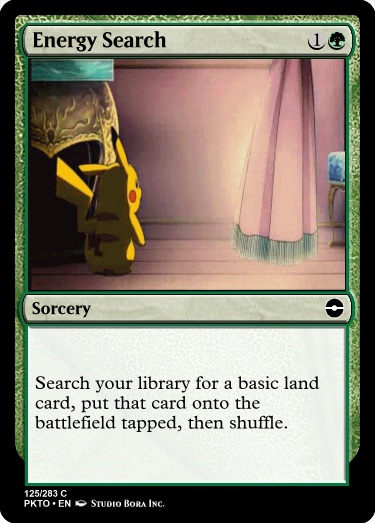 Energy Search 1
Sorcery
Search your library for a basic land
card, put that card onto the
battlefield tapped, then shuffle.
125/283 C
PKTO • EN Studio Bora Inc.